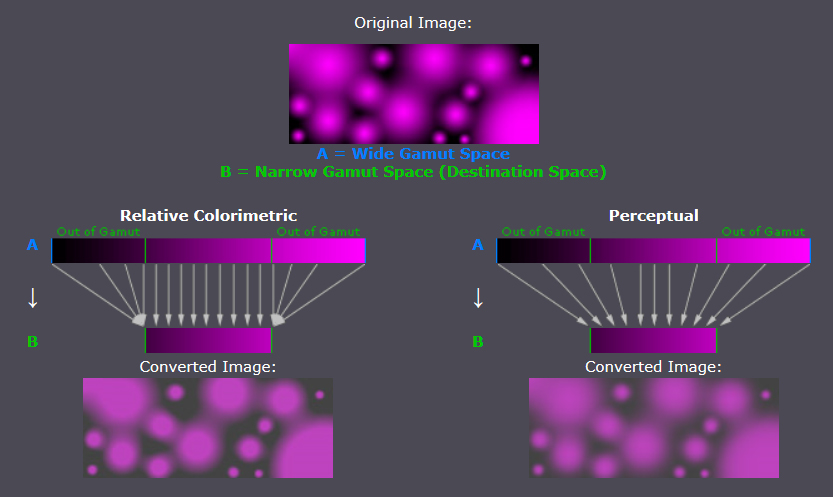 Original Image:
A = Wide Gamut Space
B = Narrow Gamut Space (Destination Space)
Relative Colorimetric
Out of Gamut Out of Gamut
A
↓
B
Converted Image:
Perceptual
Out of Gamut Out of Gamut
A
↓
B
Converted Image: